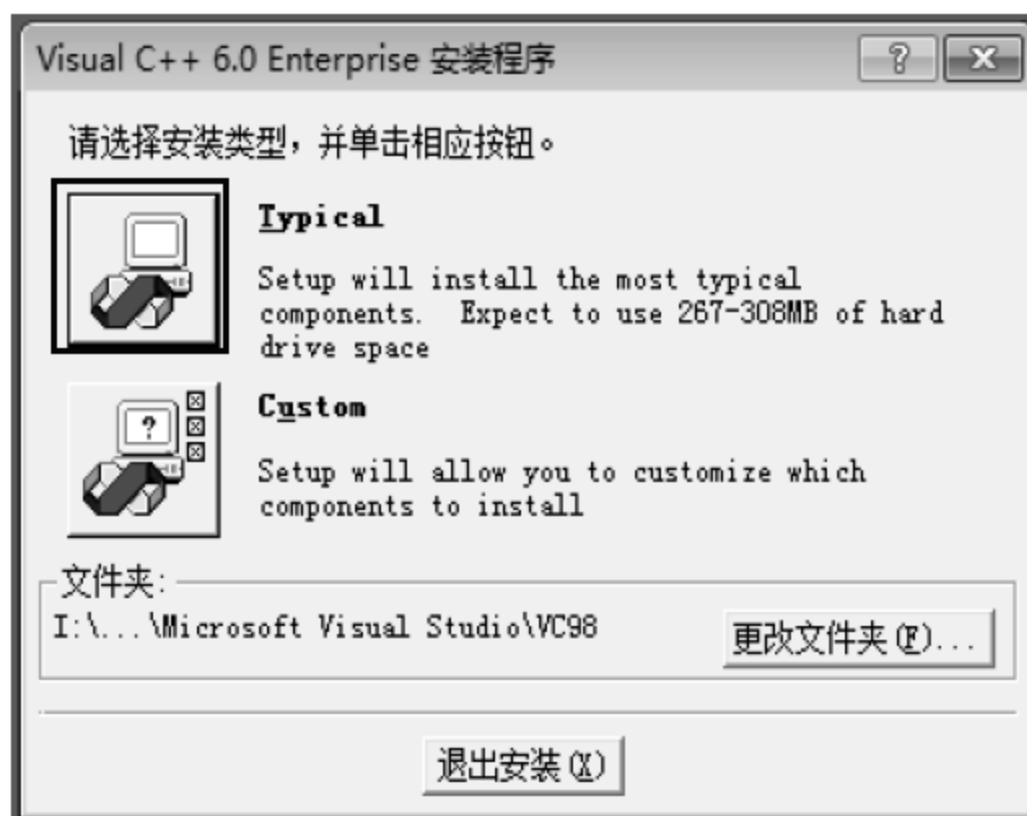 Visual C++ 6.0 Enterprise 安装程序
请选择安装类型，并单击相应按钮。
Typical
Setup will install the most typical
components.  Expect to use 267-308MB of hard
drive space
Custom
Setup will allow you to customize which
components to install
文件夹:
I:\...\Microsoft Visual Studio\VC98
更改文件夹(F)...
退出安装(X)